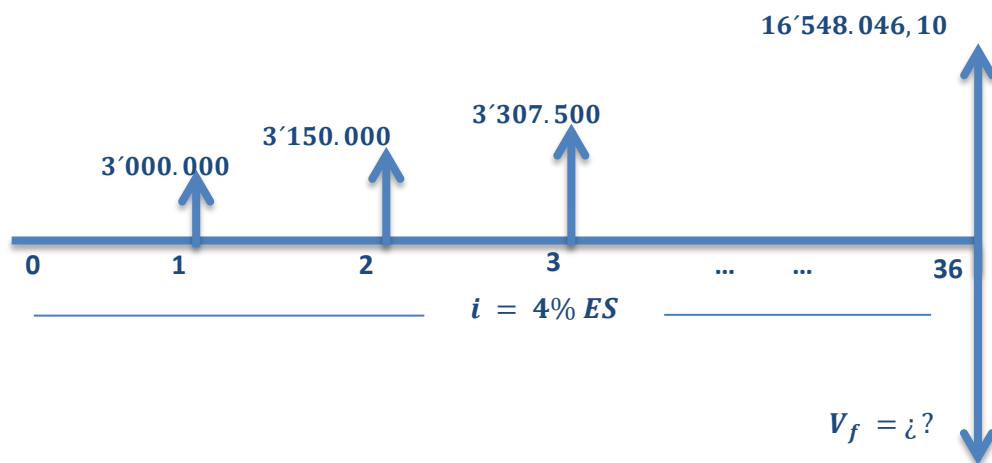 16´548.046,10
3´307.500
3´150.000
3´000.000
0 1 2 3 ... ... 36
i = 4% ES
V_f = ¿?